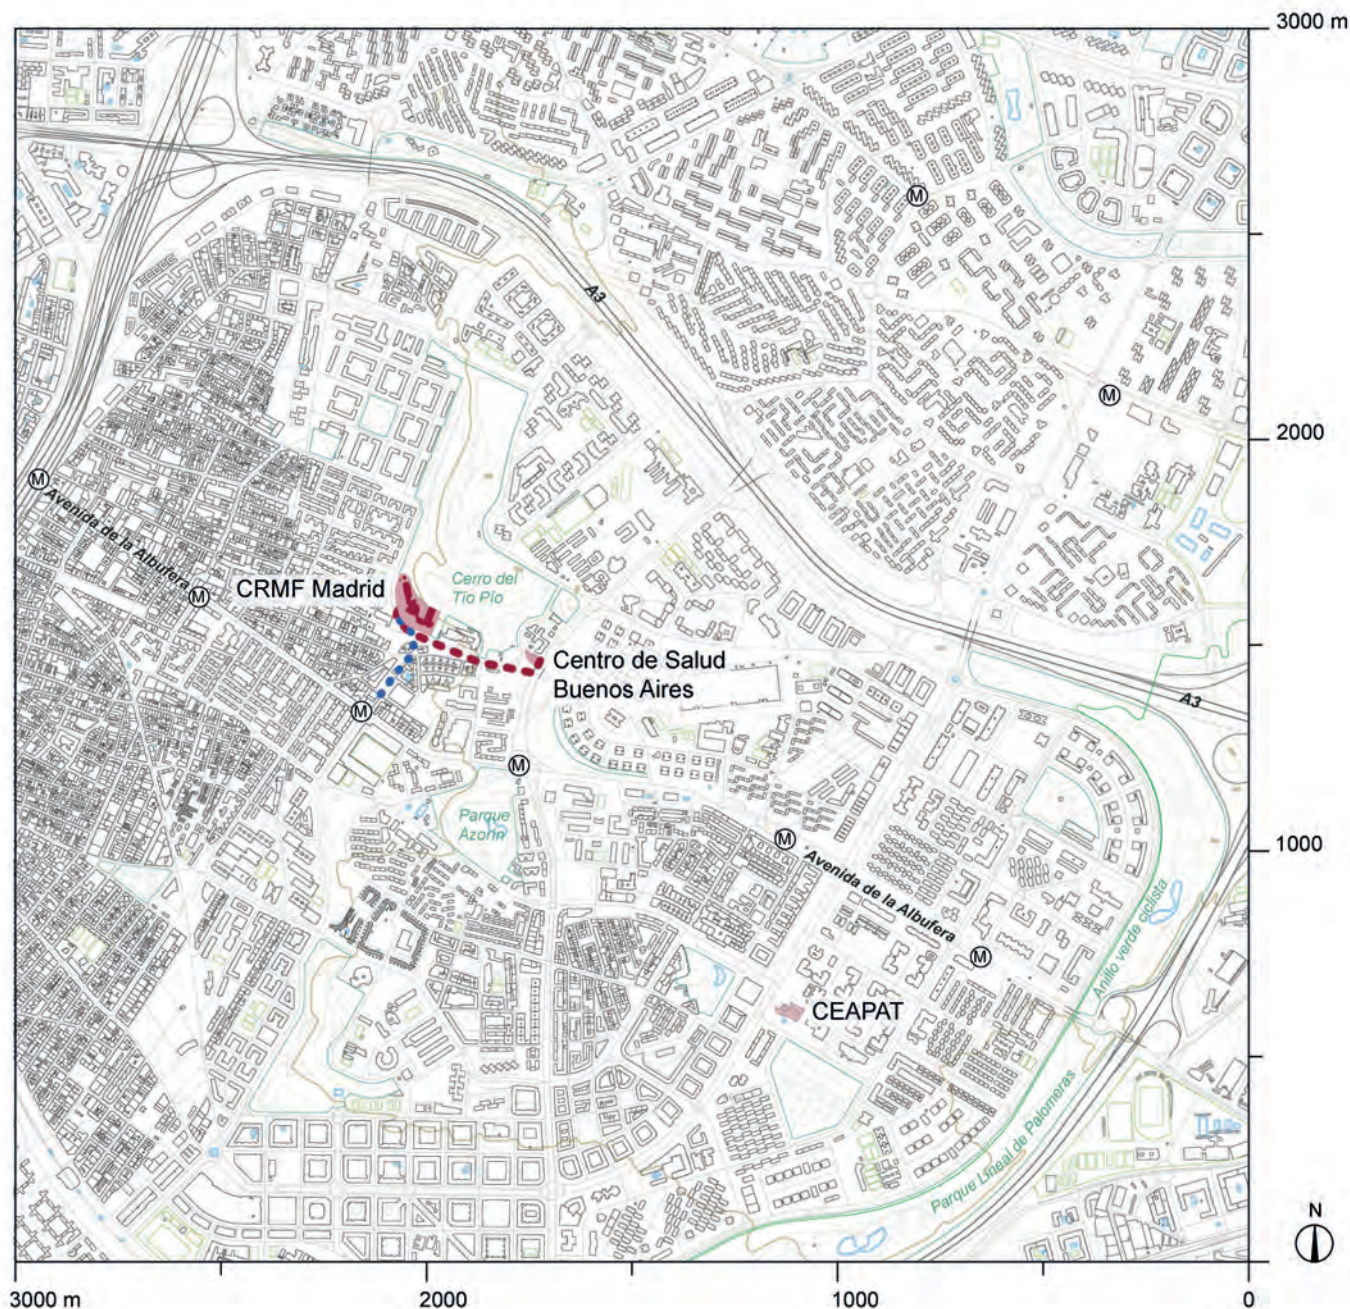 3000 m
M
A3
M
2000
M
Avenida de la Albufera
M
CRMF Madrid
Cerro del
Tío Pío
Centro de Salud
Buenos Aires
A3
M
M
Parque
Azorín
M
1000
Avenida de la Albufera
Anillo verde ciclista
M
CEAPAT
Parque Lineal de Palomeras
N
3000 m
2000
1000
0